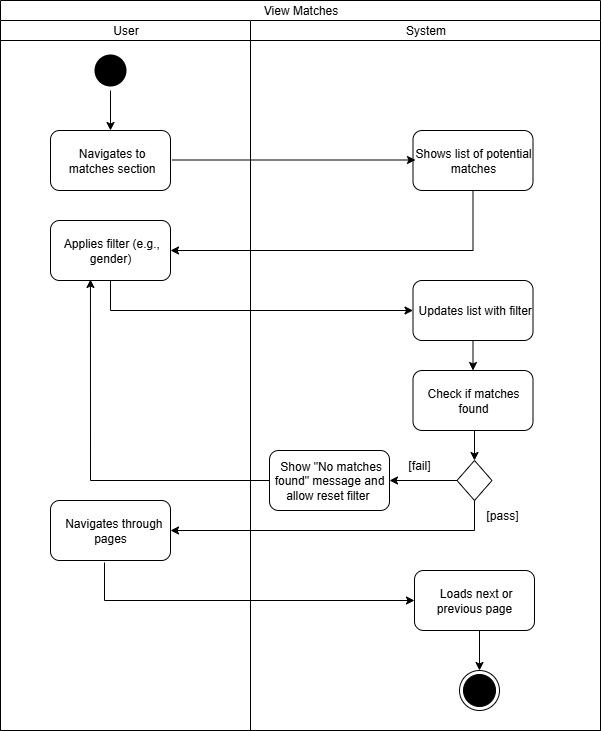 View Matches
User
System
Navigates to
matches section
Shows list of potential
matches
Applies filter (e.g.,
gender)
Updates list with filter
Check if matches
found
[fail]
Show "No matches
found" message and
allow reset filter
[pass]
Navigates through
pages
Loads next or
previous page